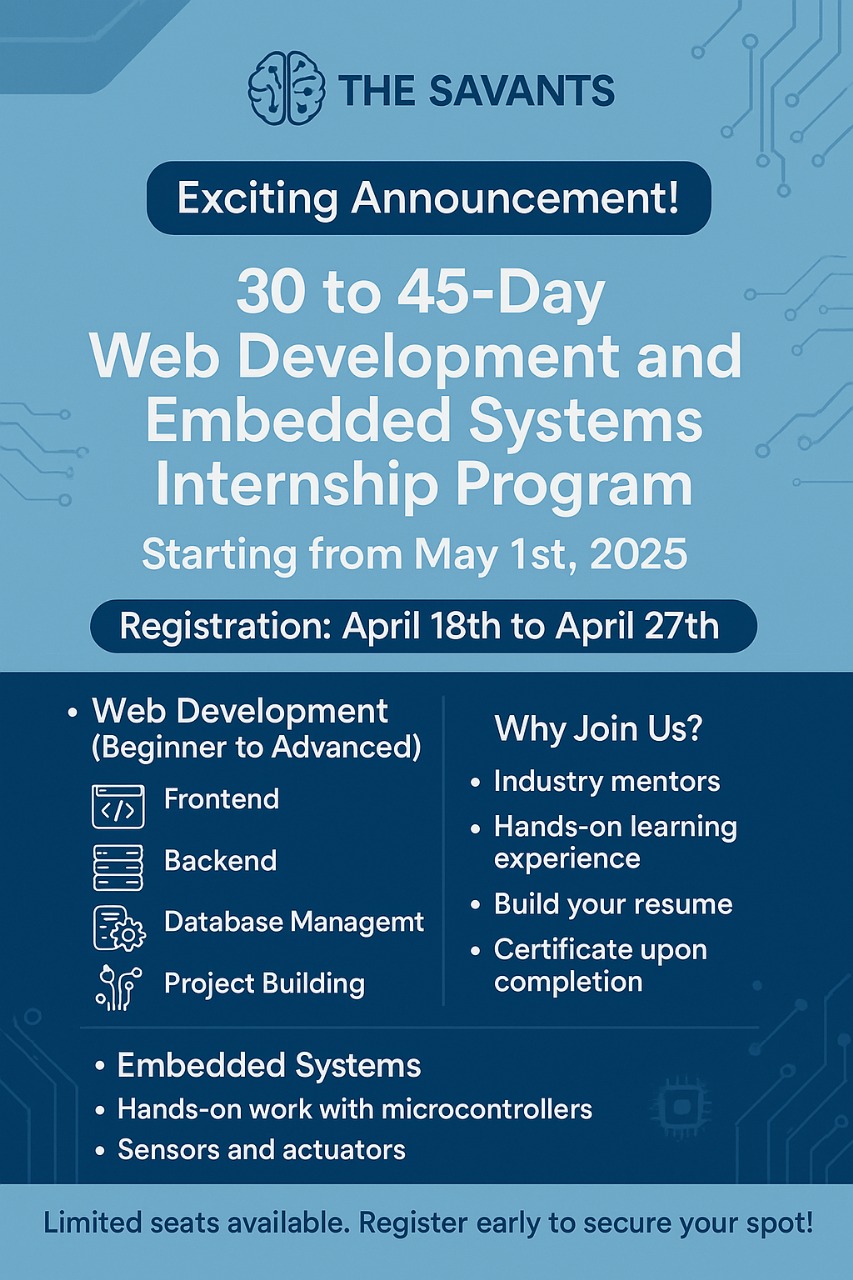 THE SAVANTS
Exciting Announcement!
30 to 45-Day
Web Development and
Embedded Systems
Internship Program
Starting from May 1st, 2025
Registration: April 18th to April 27th
• Web Development
(Beginner to Advanced)
</>
Frontend
Backend
Database Managemt
Project Building
Why Join Us?
• Industry mentors
• Hands-on learning
experience
• Build your resume
• Certificate upon
completion
• Embedded Systems
• Hands-on work with microcontrollers
• Sensors and actuators
Limited seats available. Register early to secure your spot!